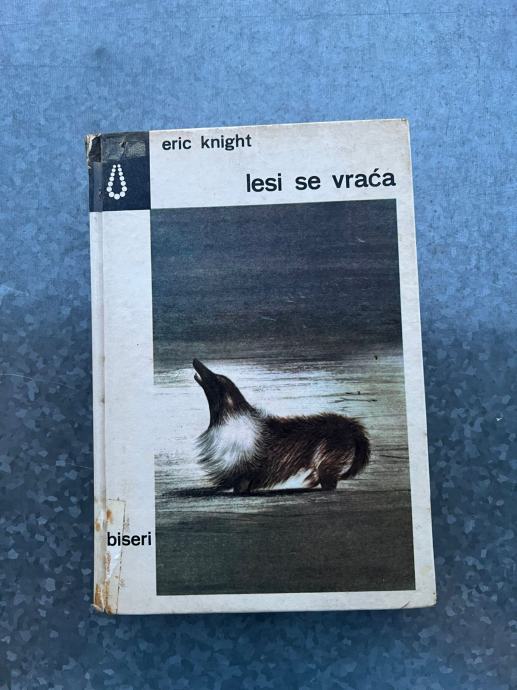 eric knight
lesi se vraća
biseri